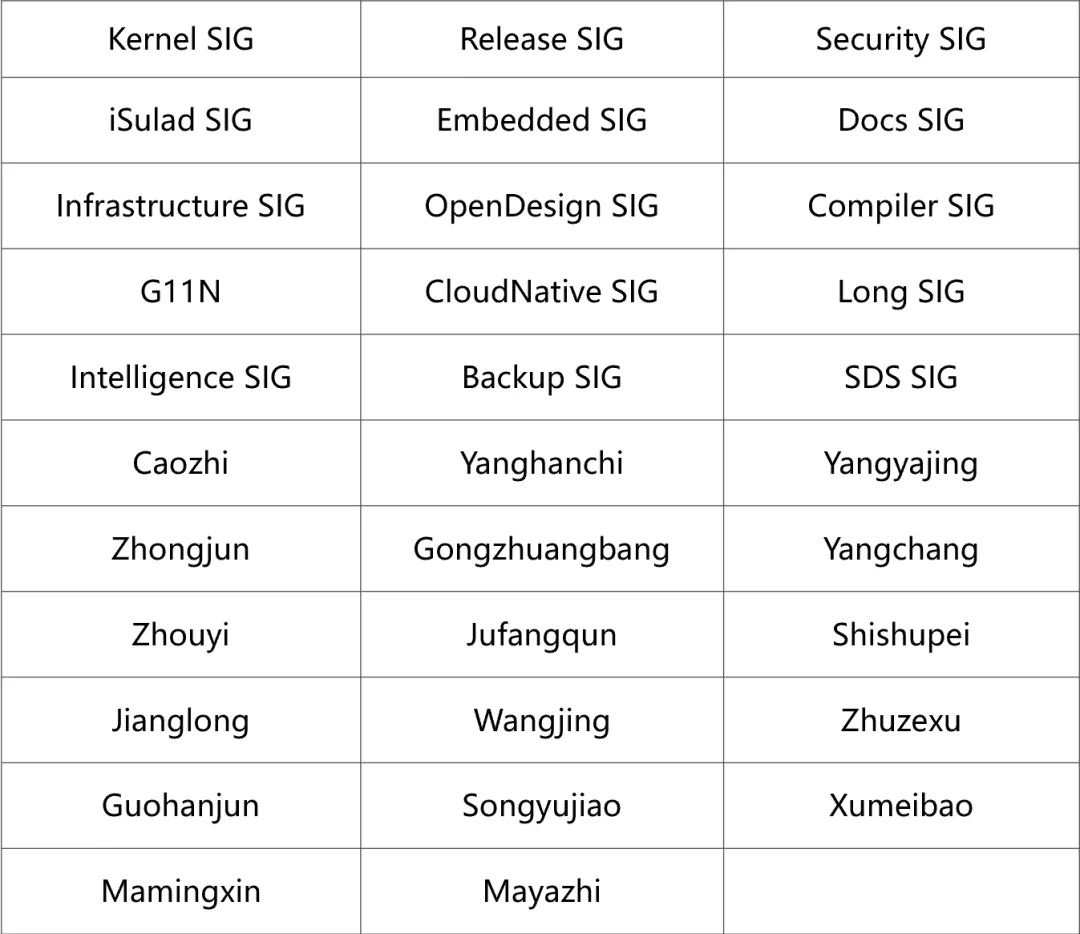 Kernel SIG Release SIG Security SIG
iSulad SIG Embedded SIG Docs SIG
Infrastructure SIG OpenDesign SIG Compiler SIG
G11N CloudNative SIG Long SIG
Intelligence SIG Backup SIG SDS SIG
Caozhi Yanghanchi Yangyajing
Zhongjun Gongzhuangbang Yangchang
Zhouyi Jufangqun Shishupei
Jianglong Wangjing Zhuzexu
Guohanjun Songyujiao Xumeibao
Mamingxin Mayazhi